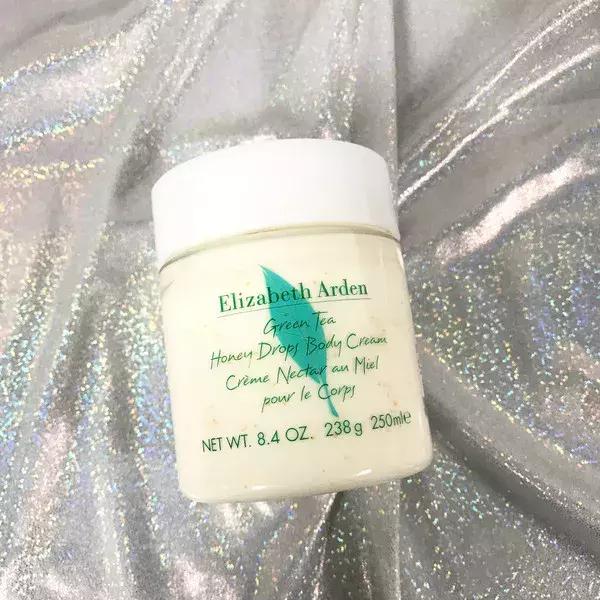 Elizabeth Arden
Green Tea
Honey Drops Body Cream
Crème Nectar au Miel
pour le Corps
NET WT. 8.4 OZ. 238 g 250ml℮